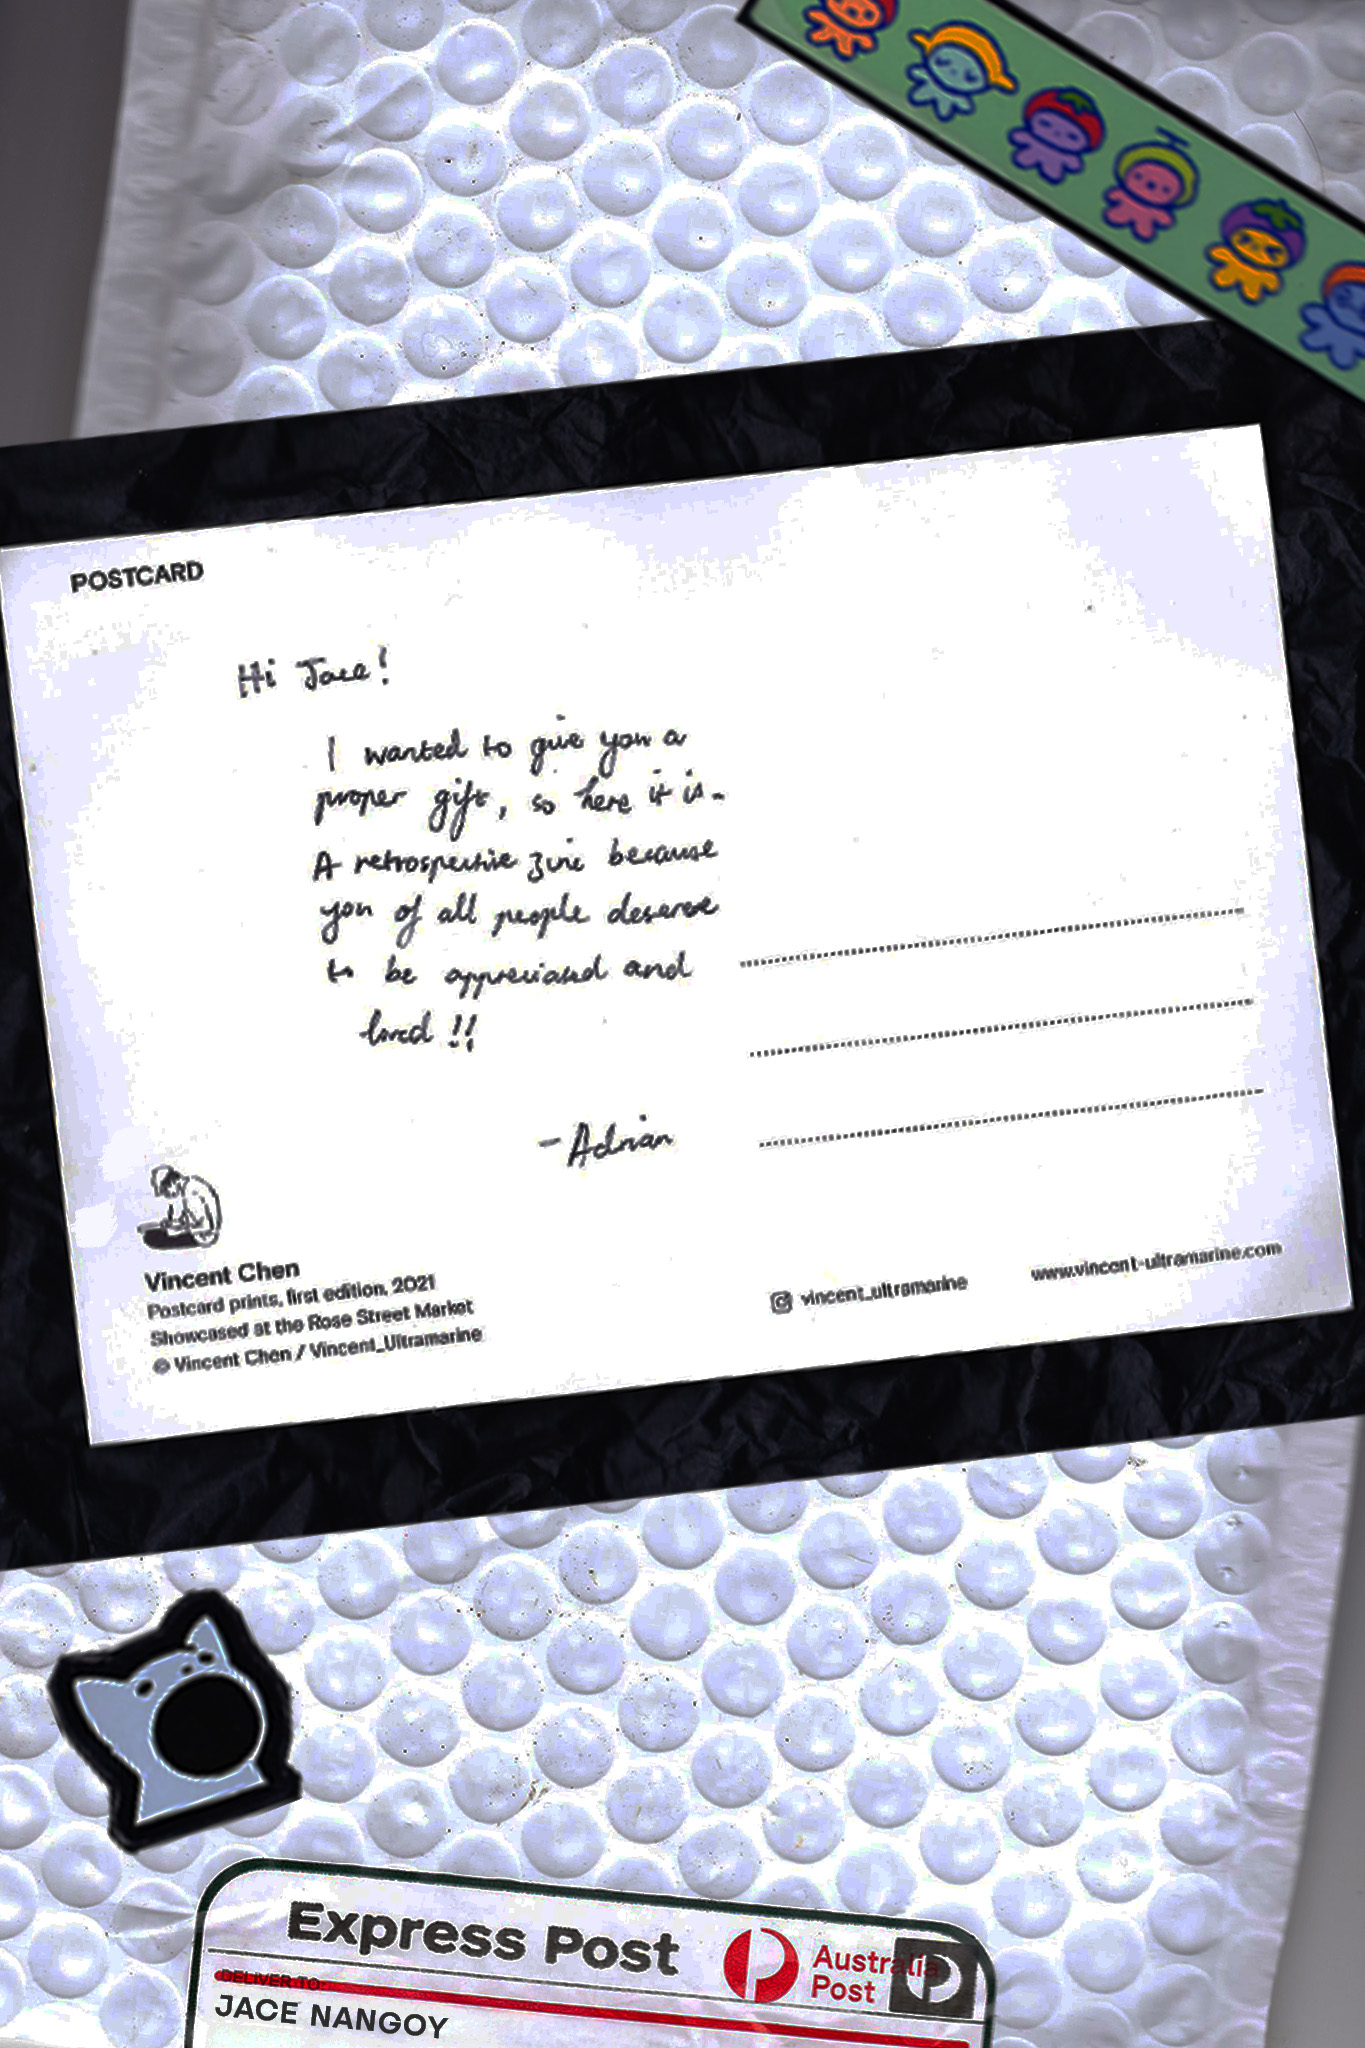 POSTCARD
Hi Jace!
I wanted to give you a
proper gift, so here it is.
A retrospective zine because
you of all people deserve
to be appreciated and
loved !!
- Adrian
Vincent Chen
Postcard prints, first edition, 2021
Showcased at the Rose Street Market
© Vincent Chen / Vincent_Ultramarine
vincent_ultramarine
www.vincent-ultramarine.com
Express Post
Australia
Post
DELIVER TO:
JACE NANGOY